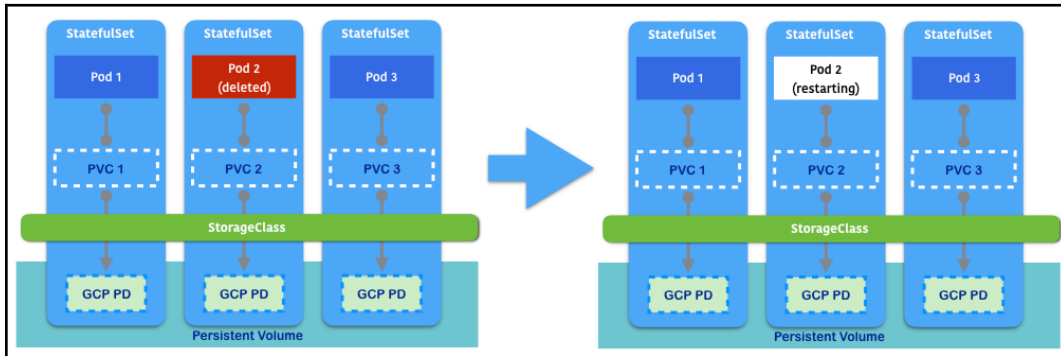 StatefulSet StatefulSet StatefulSet
Pod 1 Pod 2 Pod 3
(deleted)
PVC 1 PVC 2 PVC 3
StorageClass
GCP PD GCP PD GCP PD
Persistent Volume
StatefulSet StatefulSet StatefulSet
Pod 1 Pod 2 Pod 3
(restarting)
PVC 1 PVC 2 PVC 3
StorageClass
GCP PD GCP PD GCP PD
Persistent Volume